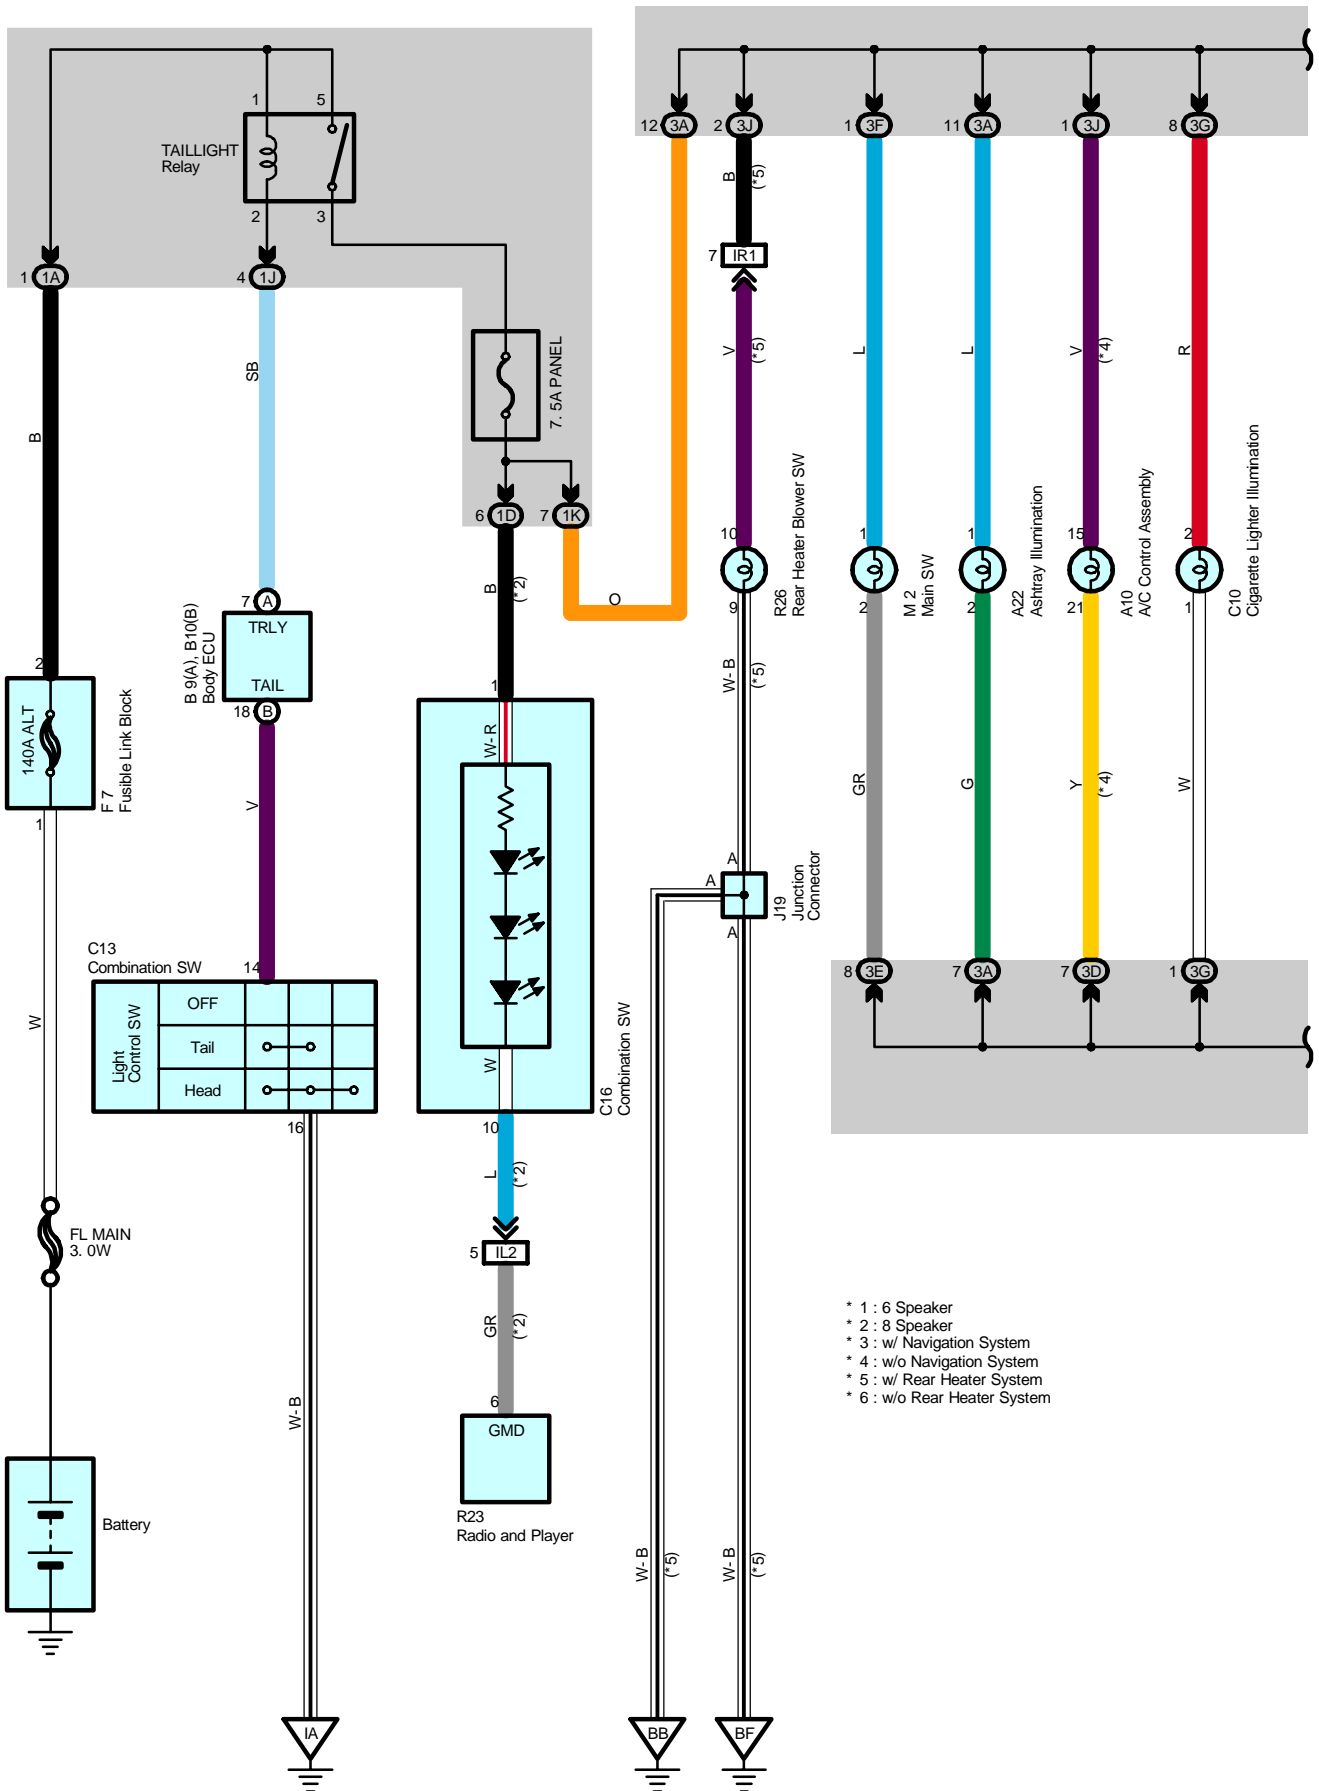 1
5
TAILLIGHT
Relay
2
3
1 1A
4 1J
12 3A
2 3J
1 3F
11 3A
1 3J
8 3G
B
(*5)
7 IR1
B
SB
7. 5A PANEL
V
(*5)
L
L
V
(*4)
R
6 1D
7 1K
B
(*2)
O
10
R26
Rear Heater Blower SW
9
1
M 2
Main SW
2
1
A22
Ashtray Illumination
2
15
A10
A/C Control Assembly
21
2
C10
Cigarette Lighter Illumination
1
7 A
TRLY
TAIL
18 B
B 9(A), B10(B)
Body ECU
2
140A ALT
F 7
Fusible Link Block
1
1
W-R
W
C16
Combination SW
10
W-B
(*5)
GR
G
Y
(*4)
W
V
A
A
A
J19
Junction
Connector
C13
Combination SW
14
Light
Control SW
OFF
Tail
Head
16
W
8 3E
7 3A
7 3D
1 3G
L
(*2)
5 IL2
GR
(*2)
6
GMD
R23
Radio and Player
FL MAIN
3. 0W
W-B
Battery
* 1 : 6 Speaker
* 2 : 8 Speaker
* 3 : w/ Navigation System
* 4 : w/o Navigation System
* 5 : w/ Rear Heater System
* 6 : w/o Rear Heater System
W-B
(*5)
W-B
(*5)
IA
BB
BF